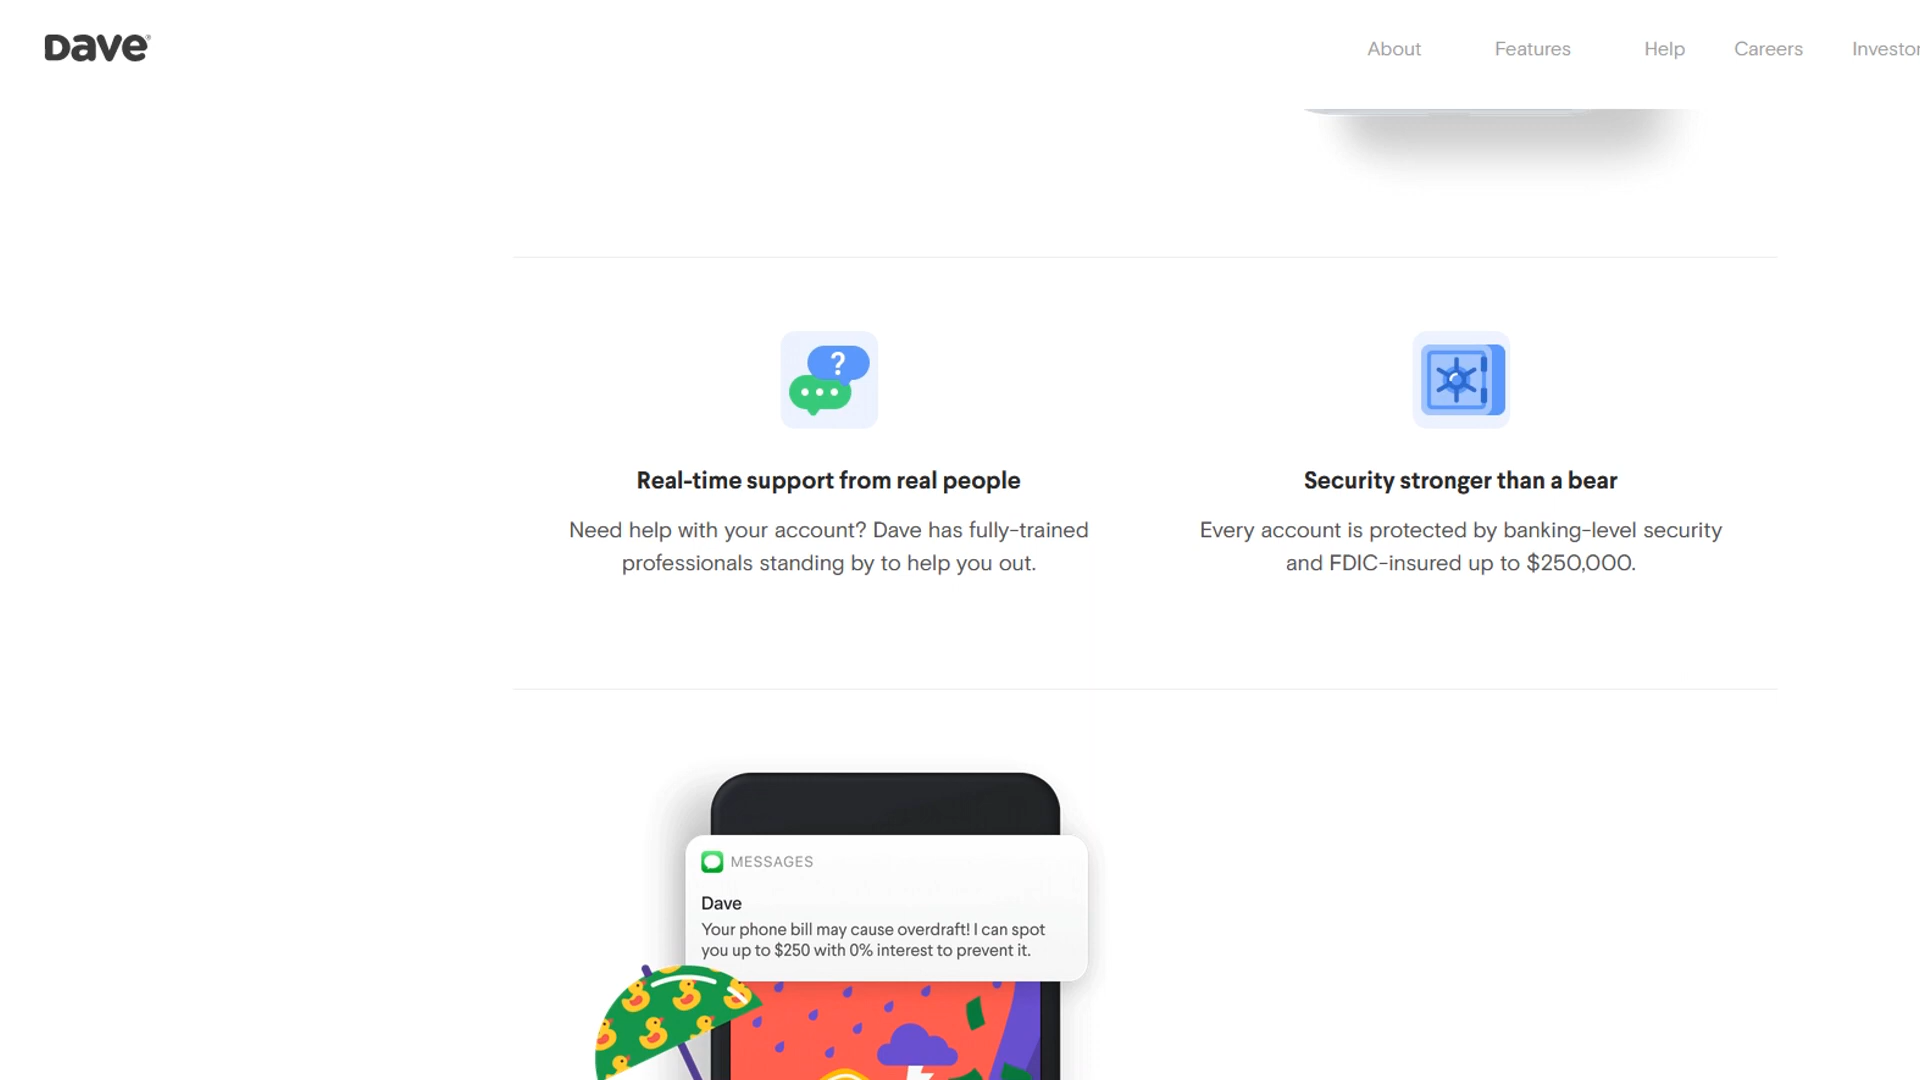 Dave®
About
Features
Help
Careers
Investor
?
Real-time support from real people
Need help with your account? Dave has fully-trained
professionals standing by to help you out.
Security stronger than a bear
Every account is protected by banking-level security
and FDIC-insured up to $250,000.
MESSAGES
Dave
Your phone bill may cause overdraft! I can spot
you up to $250 with 0% interest to prevent it.